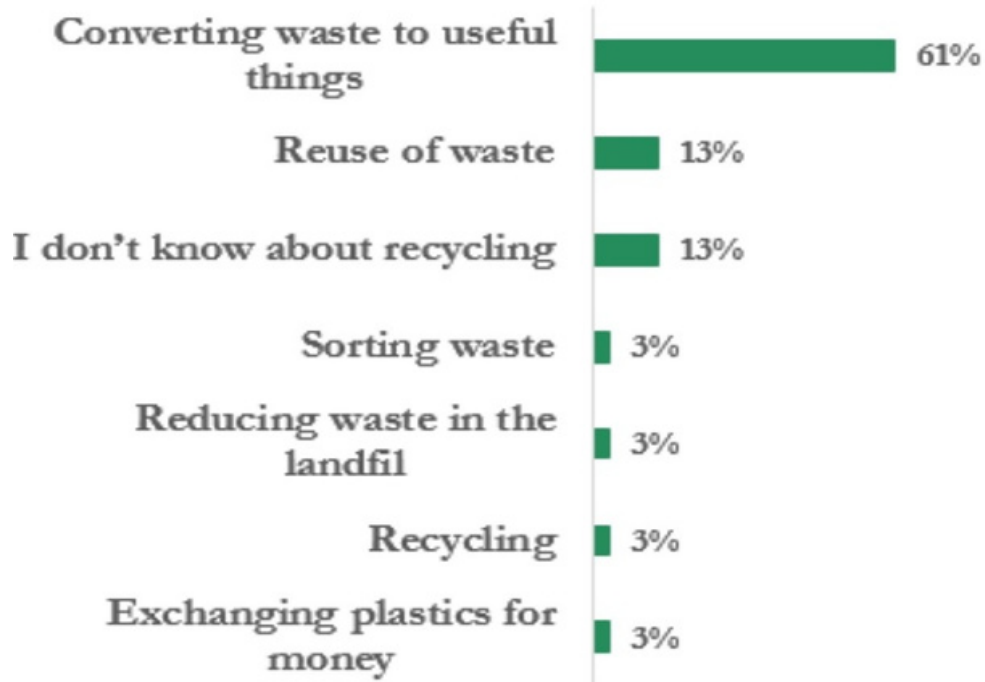 Converting waste to useful
things
61%
Reuse of waste
13%
I don't know about recycling
13%
Sorting waste
3%
Reducing waste in the
landfil
3%
Recycling
3%
Exchanging plastics for
money
3%